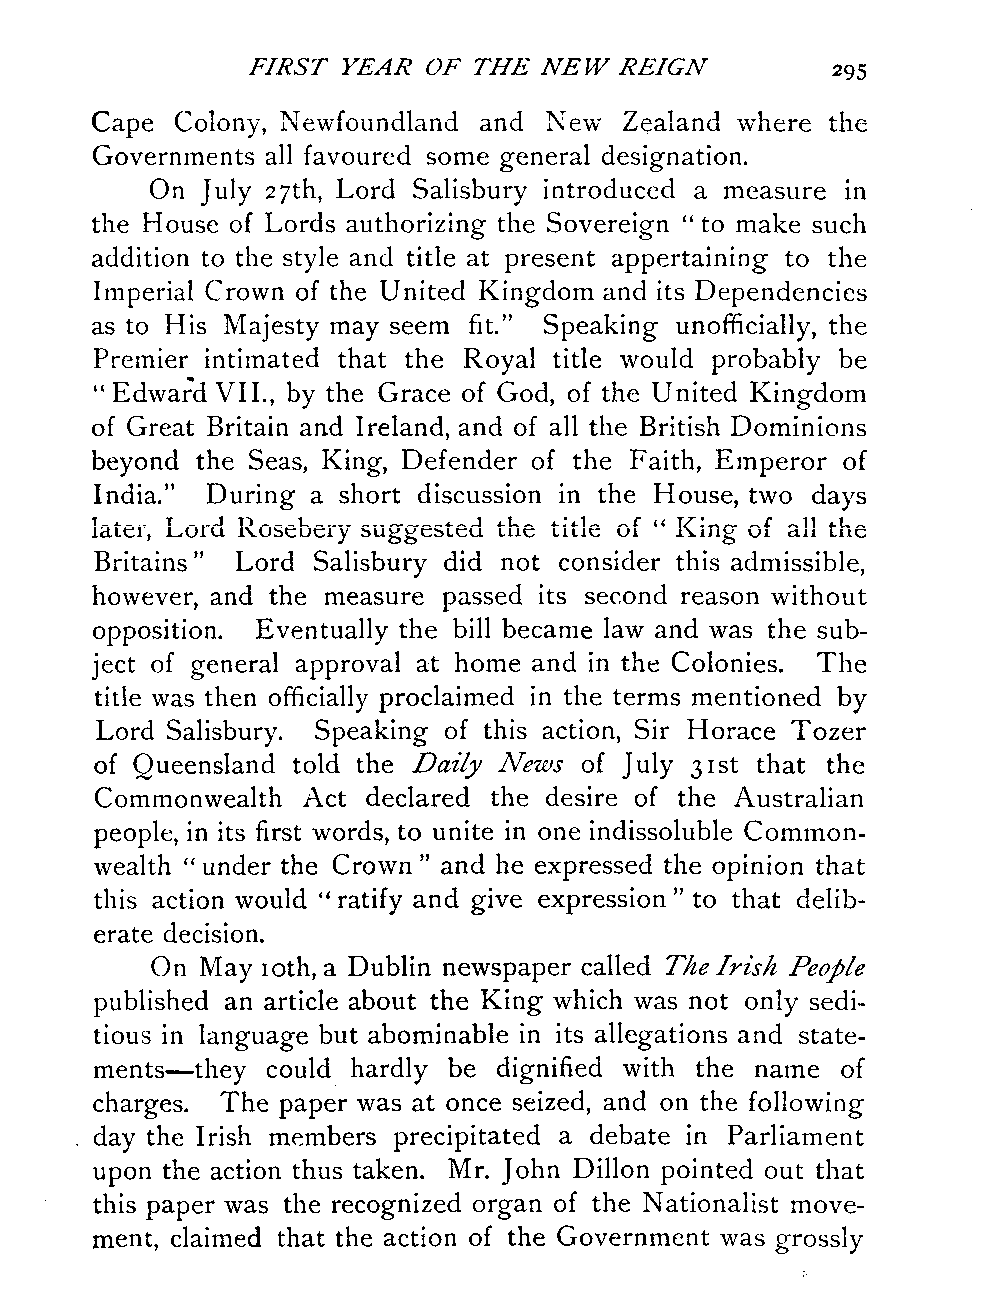 FIRST YEAR OF THE NEW REIGN 295
Cape Colony, Newfoundland and New Zealand where the
Governments all favoured some general designation.
On July 27th, Lord Salisbury introduced a measure in
the House of Lords authorizing the Sovereign "to make such
addition to the style and title at present appertaining to the
Imperial Crown of the United Kingdom and its Dependencies
as to His Majesty may seem fit." Speaking unofficially, the
Premier intimated that the Royal title would probably be
"Edward VII., by the Grace of God, of the United Kingdom
of Great Britain and Ireland, and of all the British Dominions
beyond the Seas, King, Defender of the Faith, Emperor of
India." During a short discussion in the House, two days
later, Lord Rosebery suggested the title of "King of all the
Britains" Lord Salisbury did not consider this admissible,
however, and the measure passed its second reason without
opposition. Eventually the bill became law and was the sub-
ject of general approval at home and in the Colonies. The
title was then officially proclaimed in the terms mentioned by
Lord Salisbury. Speaking of this action, Sir Horace Tozer
of Queensland told the Daily News of July 31st that the
Commonwealth Act declared the desire of the Australian
people, in its first words, to unite in one indissoluble Common-
wealth "under the Crown" and he expressed the opinion that
this action would "ratify and give expression" to that delib-
erate decision.
On May 10th, a Dublin newspaper called The Irish People
published an article about the King which was not only sedi-
tious in language but abominable in its allegations and state-
ments—they could hardly be dignified with the name of
charges. The paper was at once seized, and on the following
day the Irish members precipitated a debate in Parliament
upon the action thus taken. Mr. John Dillon pointed out that
this paper was the recognized organ of the Nationalist move-
ment, claimed that the action of the Government was grossly